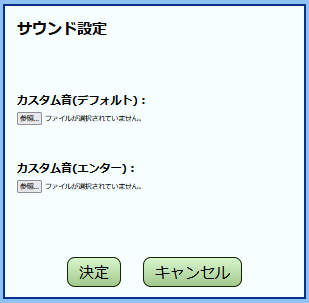 サウンド設定
カスタム音(デフォルト)：
参照... ファイルが選択されていません。
カスタム音(エンター)：
参照... ファイルが選択されていません。
決定 キャンセル